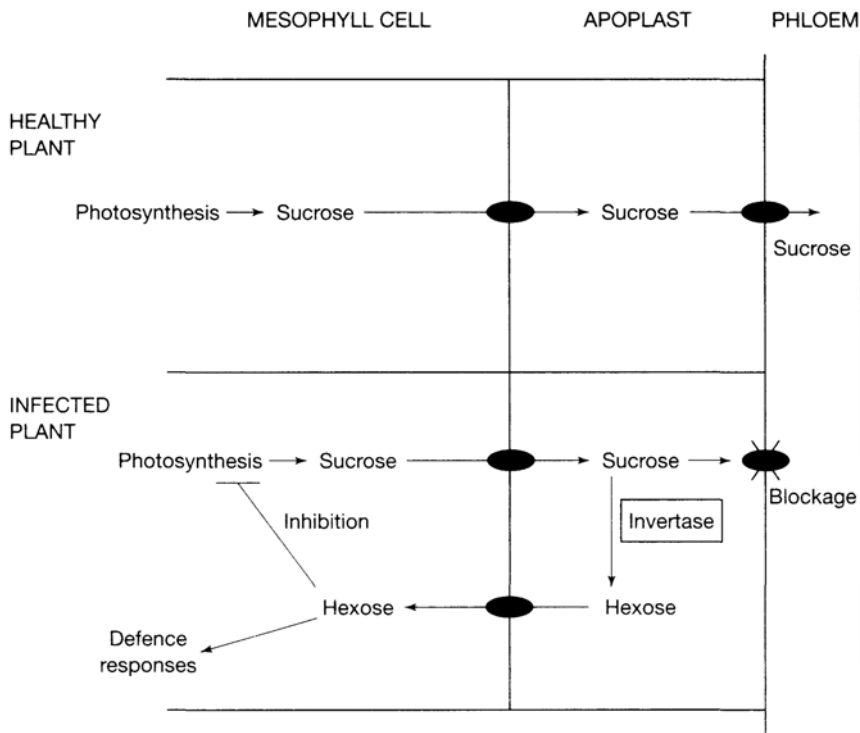 MESOPHYLL CELL
APOPLAST
PHLOEM
HEALTHY
PLANT
Photosynthesis
Sucrose
Sucrose
Sucrose
INFECTED
PLANT
Photosynthesis
Sucrose
Sucrose
Blockage
Inhibition
Invertase
Hexose
Hexose
Defence
responses